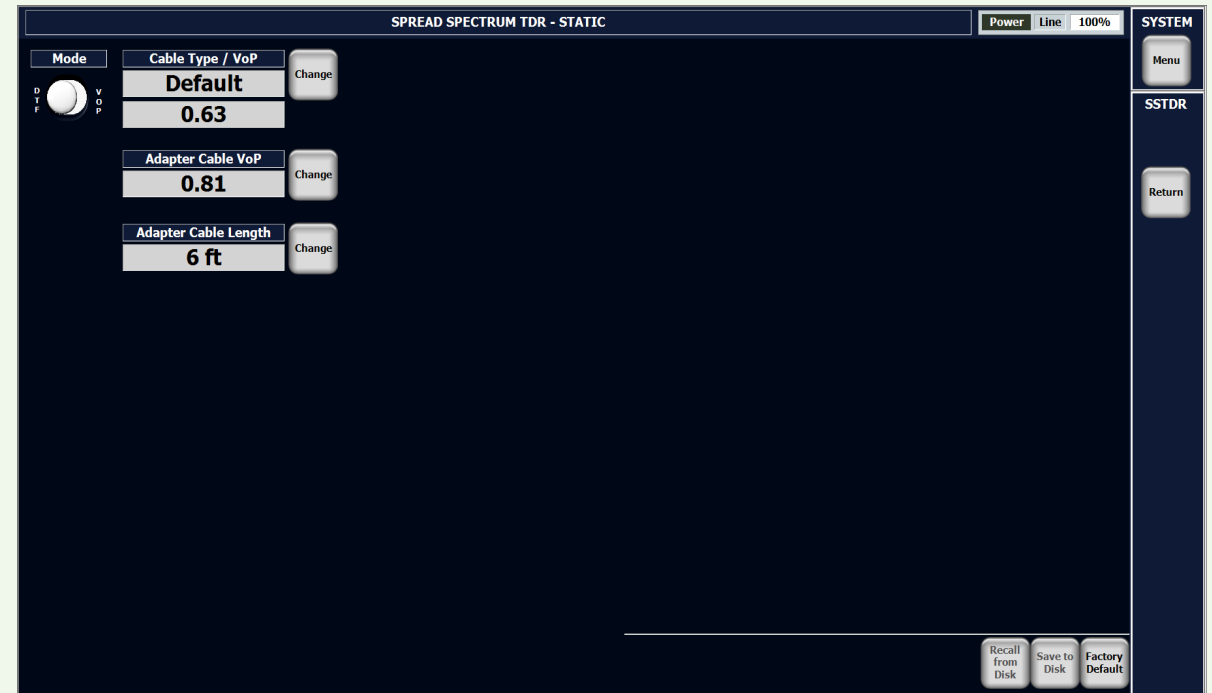 SPREAD SPECTRUM TDR - STATIC
Power Line 100%
SYSTEM
Menu
SSTDR
Return
Mode
D
T
F
V
O
P
Cable Type / VoP
Default
0.63
Change
Adapter Cable VoP
0.81
Change
Adapter Cable Length
6 ft
Change
Recall
from
Disk
Save to
Disk
Factory
Default